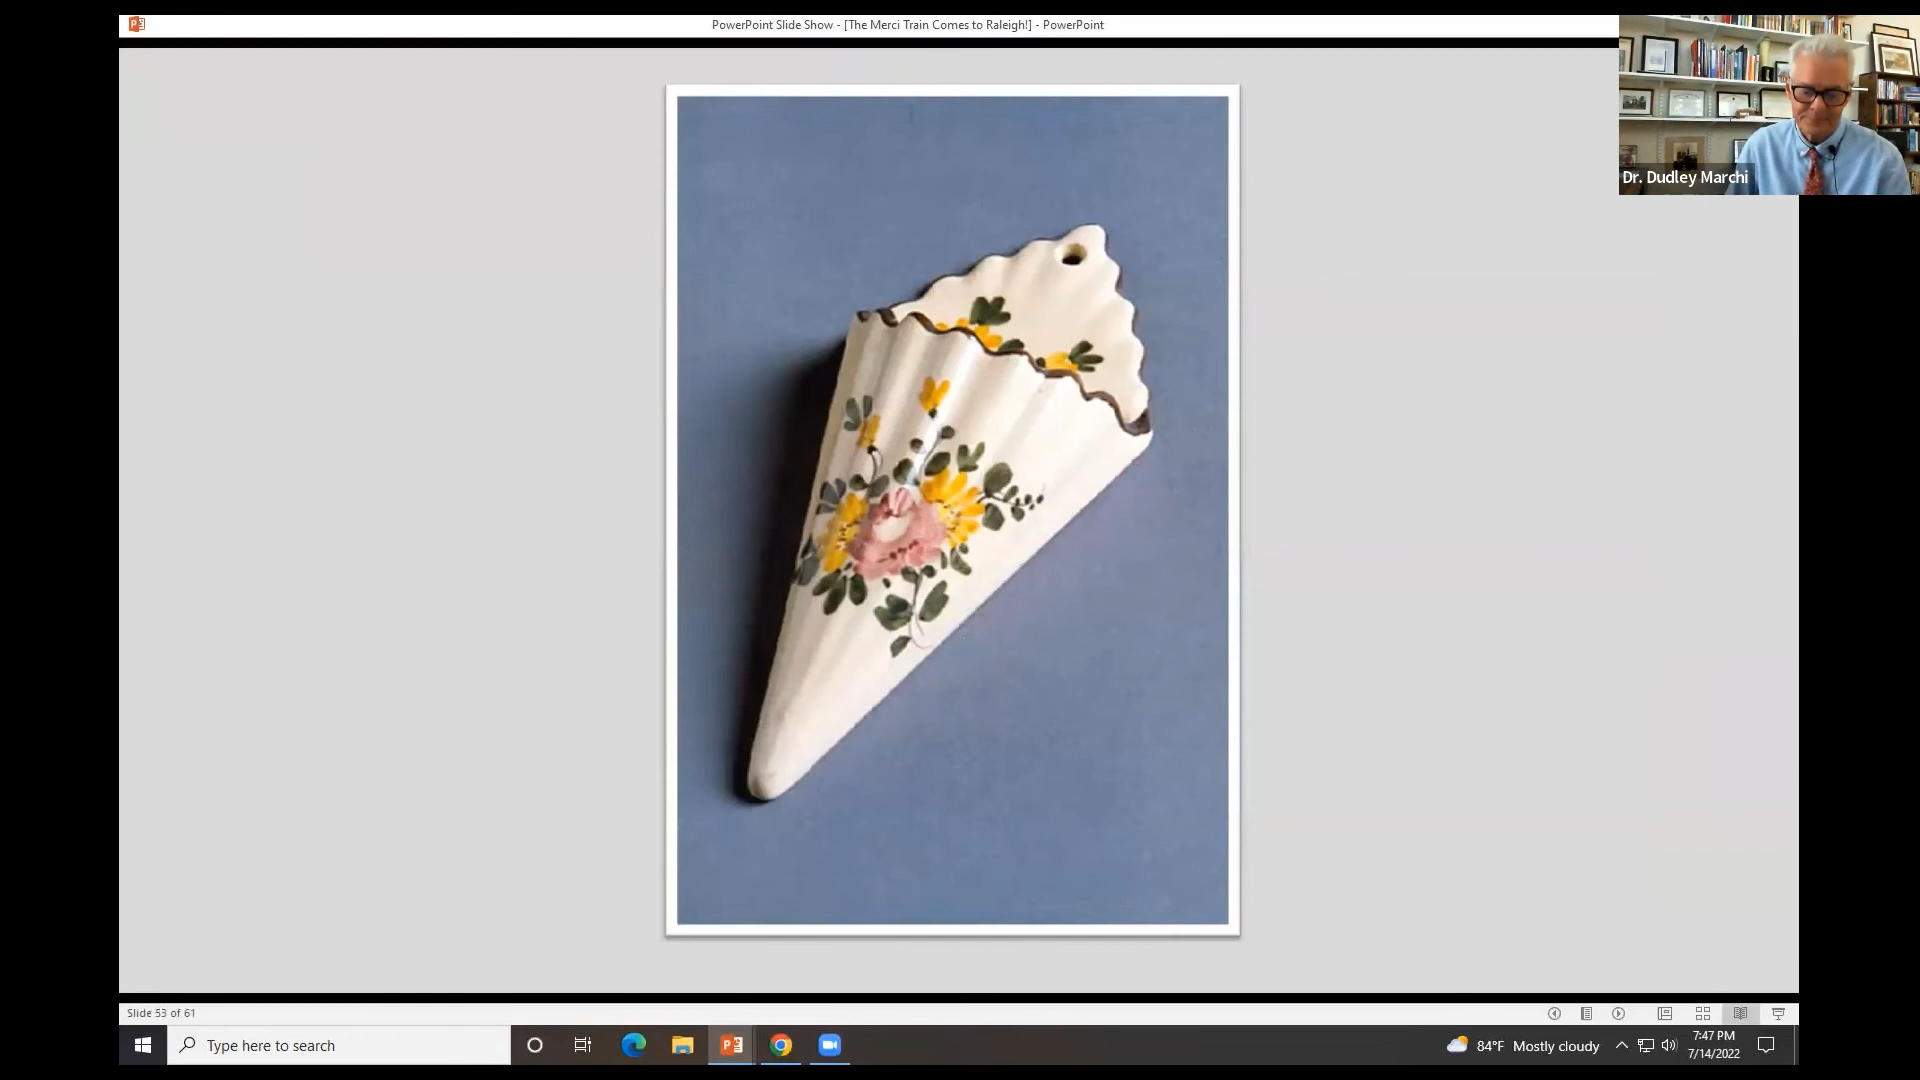 PowerPoint Slide Show - [The Merci Train Comes to Raleigh!] - PowerPoint
Dr. Dudley Marchi
Slide 53 of 61
Type here to search
84°F Mostly cloudy
7:47 PM
7/14/2022